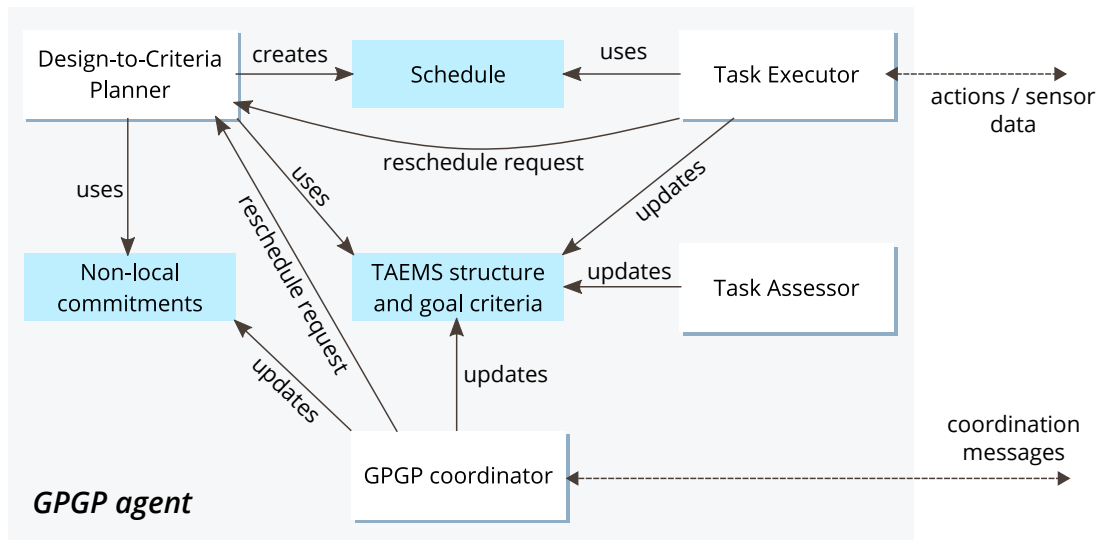 Design-to-Criteria
Planner
creates
Schedule
uses
Task Executor
actions / sensor
data
reschedule request
uses
uses
updates
reschedule request
Non-local
commitments
TAEMS structure
and goal criteria
updates
Task Assessor
updates
updates
coordination
messages
GPGP coordinator
GPGP agent